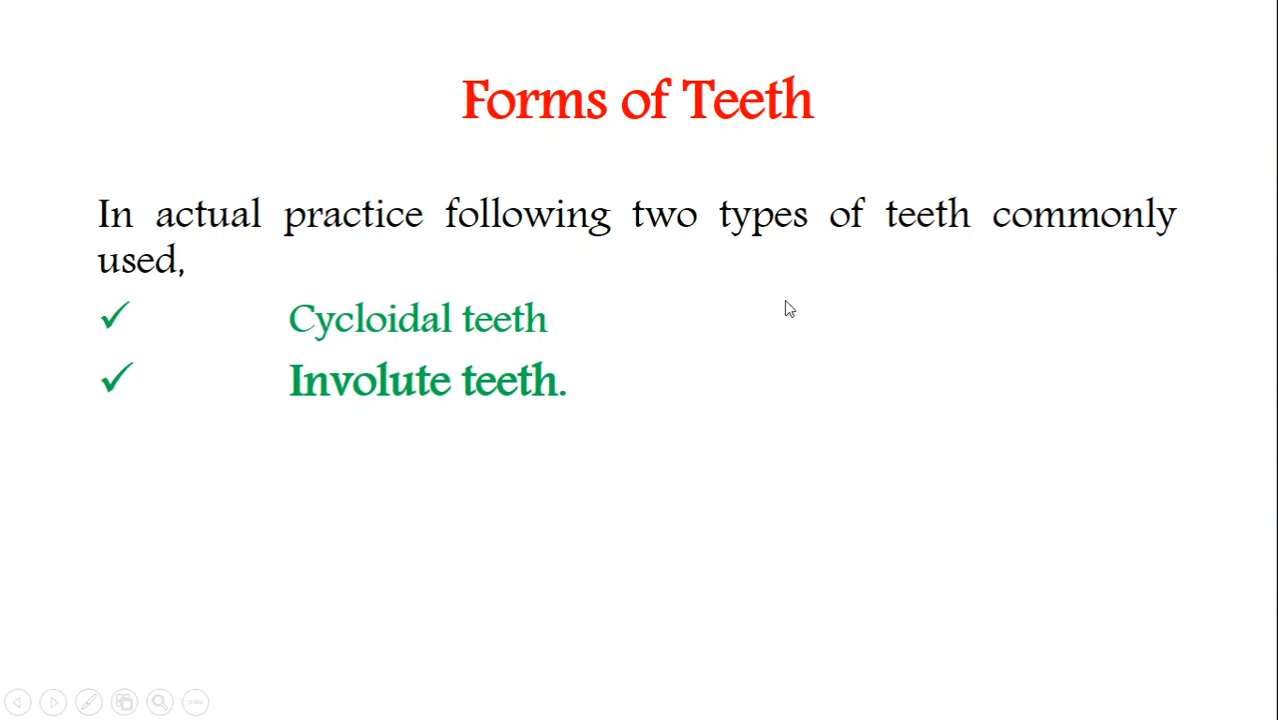 Forms of Teeth
In actual practice following two types of teeth commonly
used,
✓ Cycloidal teeth
✓ Involute teeth.